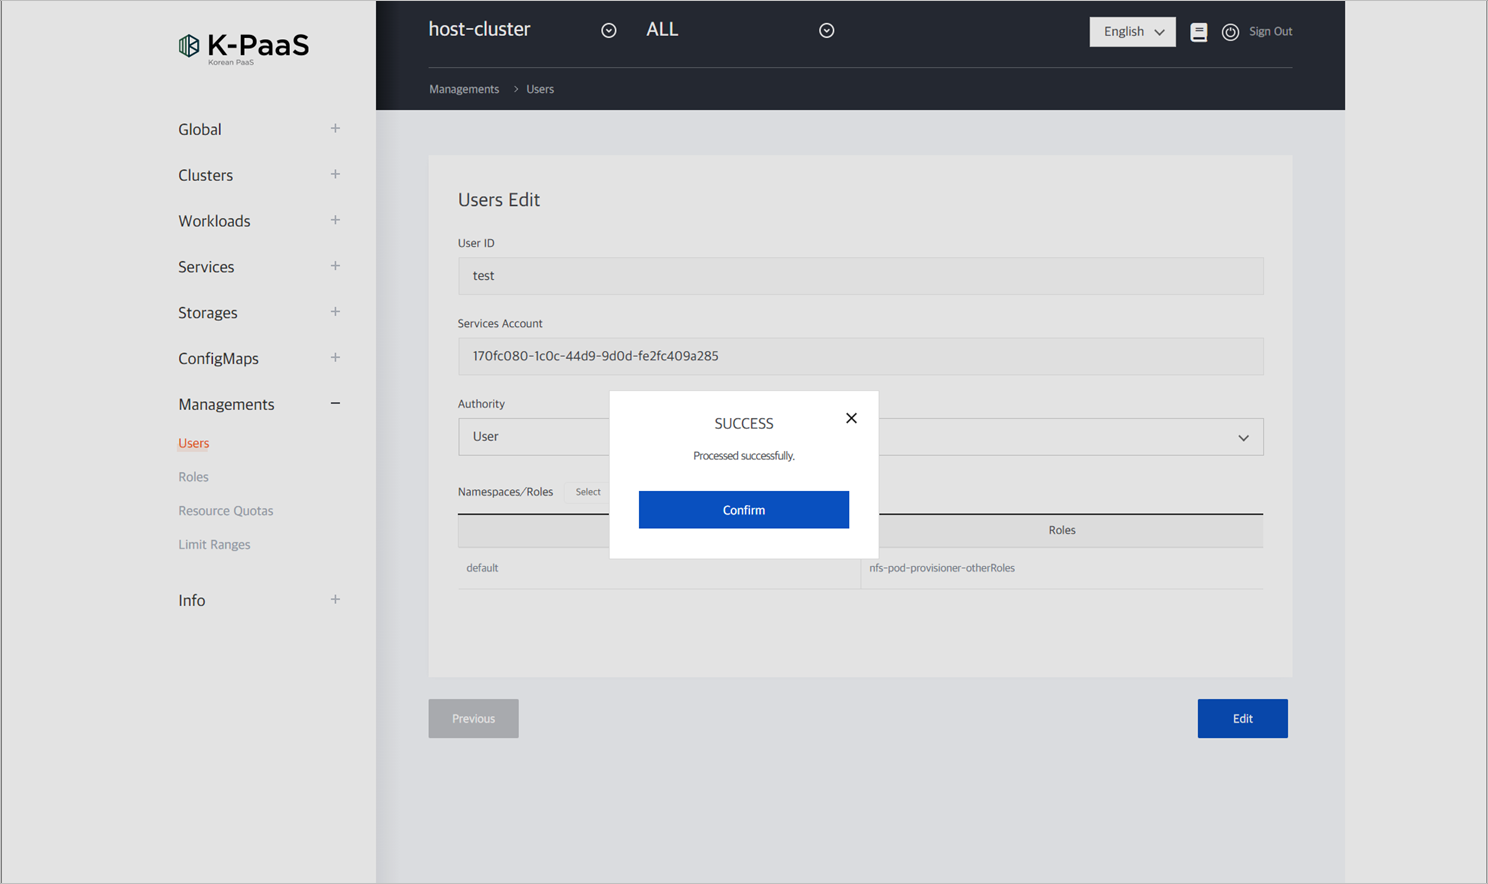 K-PaaS
Korean PaaS
host-cluster
ALL
English
Sign Out
Managements > Users
Global
Clusters
Workloads
Services
Storages
ConfigMaps
Managements
Users
Roles
Resource Quotas
Limit Ranges
Info
Users Edit
User ID
test
Services Account
170fc080-1c0c-44d9-9d0d-fe2fc409a285
Authority
User
Namespaces/Roles
Select
Roles
default
nfs-pod-provisioner-otherRoles
SUCCESS
Processed successfully.
Confirm
Previous
Edit